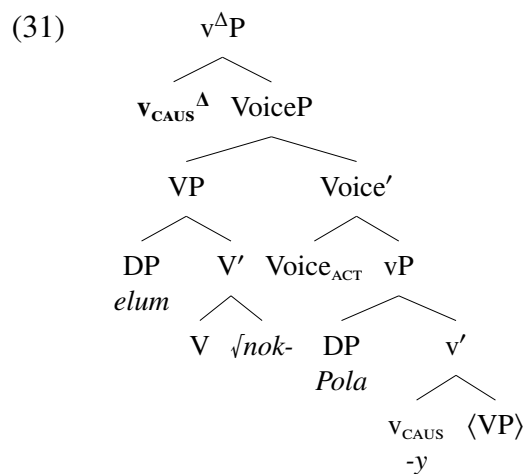 (31) v^ΔP
v_CAUS^Δ VoiceP
VP Voice′
DP V′ Voice_ACT vP
elum
V √nok- DP v′
Pola
v_CAUS ⟨VP⟩
-y